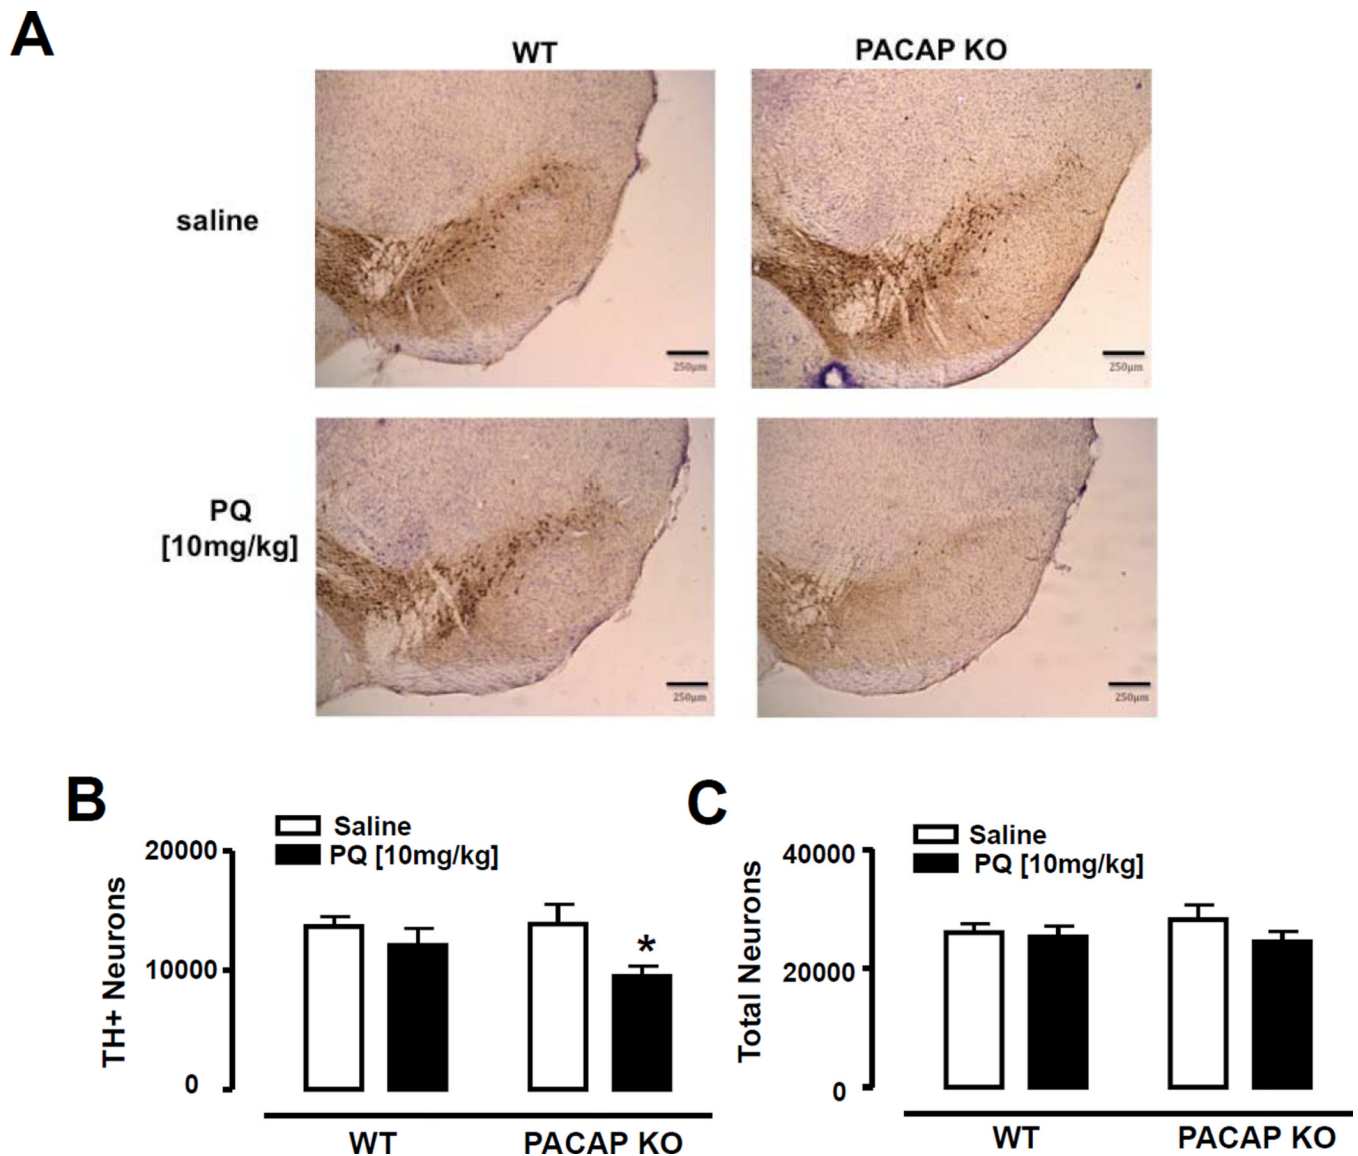 A
WT
PACAP KO
saline
250µm
250µm
PQ
[10mg/kg]
250µm
250µm
B
Saline
PQ [10mg/kg]
20000
10000
0
TH+ Neurons
*
WT
PACAP KO
C
Saline
PQ [10mg/kg]
40000
20000
0
Total Neurons
WT
PACAP KO